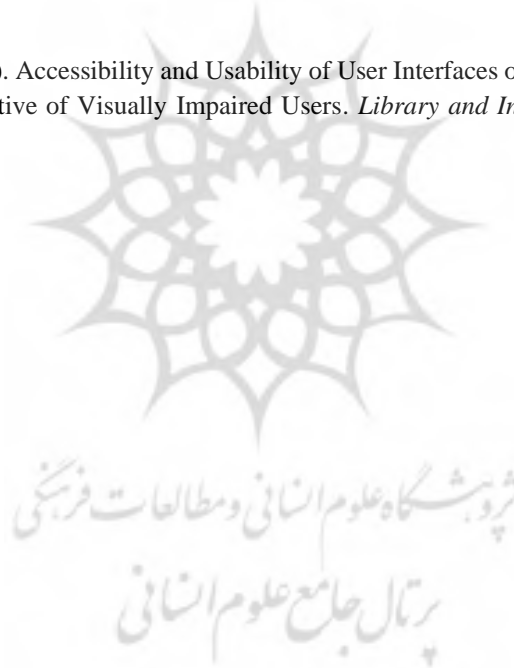 ). Accessibility and Usability of User Interfaces o
tive of Visually Impaired Users. Library and In
پژوهشگاه علوم انسانی و مطالعات فرهنگی
پرتال جامع علوم انسانی